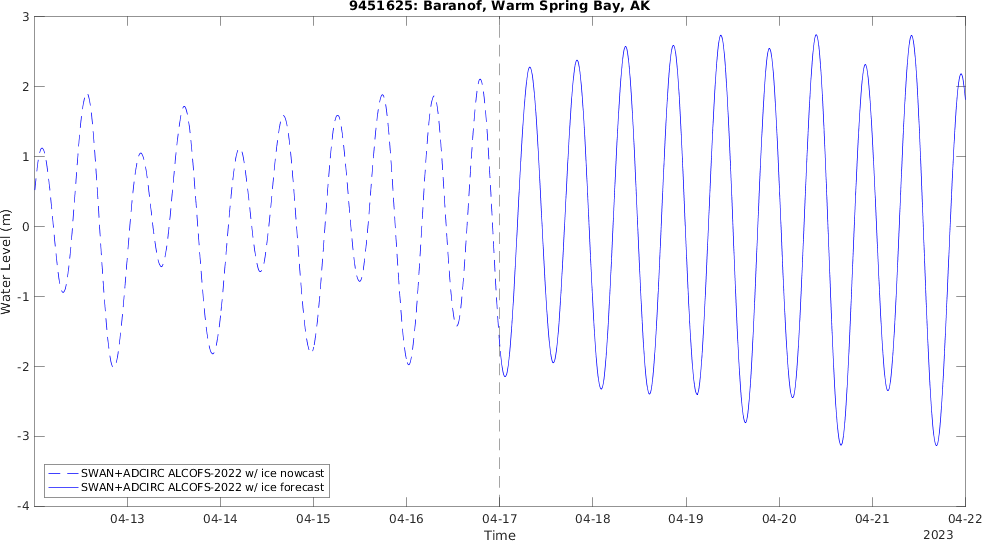 9451625: Baranof, Warm Spring Bay, AK
3
2
1
0
-1
-2
-3
-4
Water Level (m)
SWAN+ADCIRC ALCOFS-2022 w/ ice nowcast
SWAN+ADCIRC ALCOFS-2022 w/ ice forecast
04-13 04-14 04-15 04-16 04-17 04-18 04-19 04-20 04-21 04-22
Time
2023